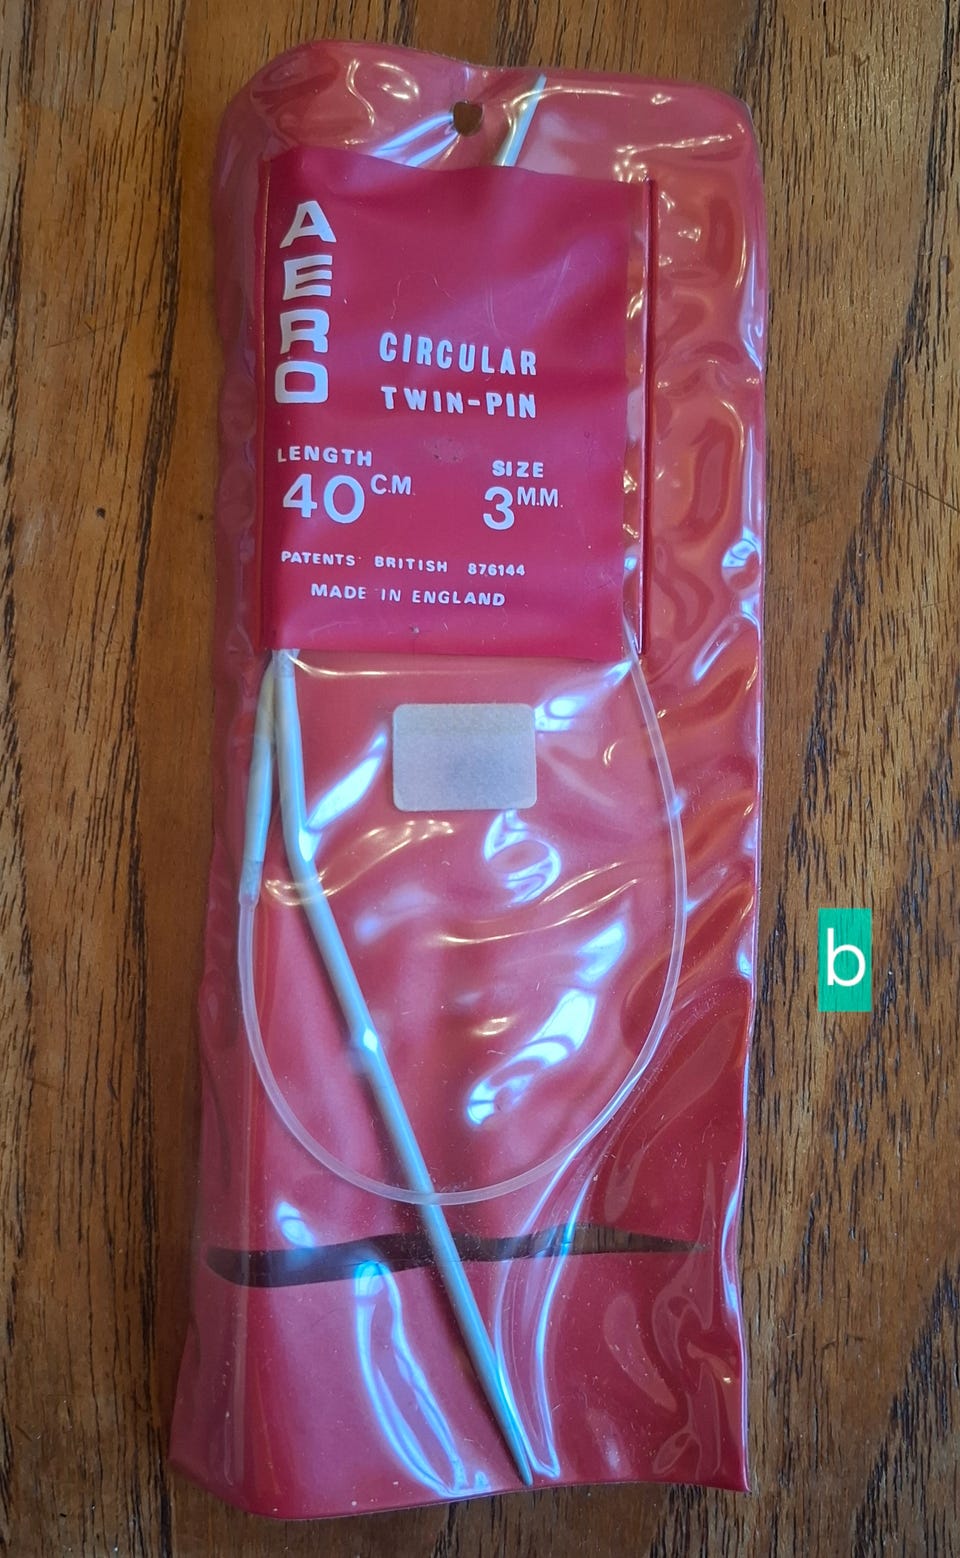 AERO
CIRCULAR
TWIN-PIN
LENGTH
40 C.M.
SIZE
3 M.M.
PATENTS BRITISH 876144
MADE IN ENGLAND
b